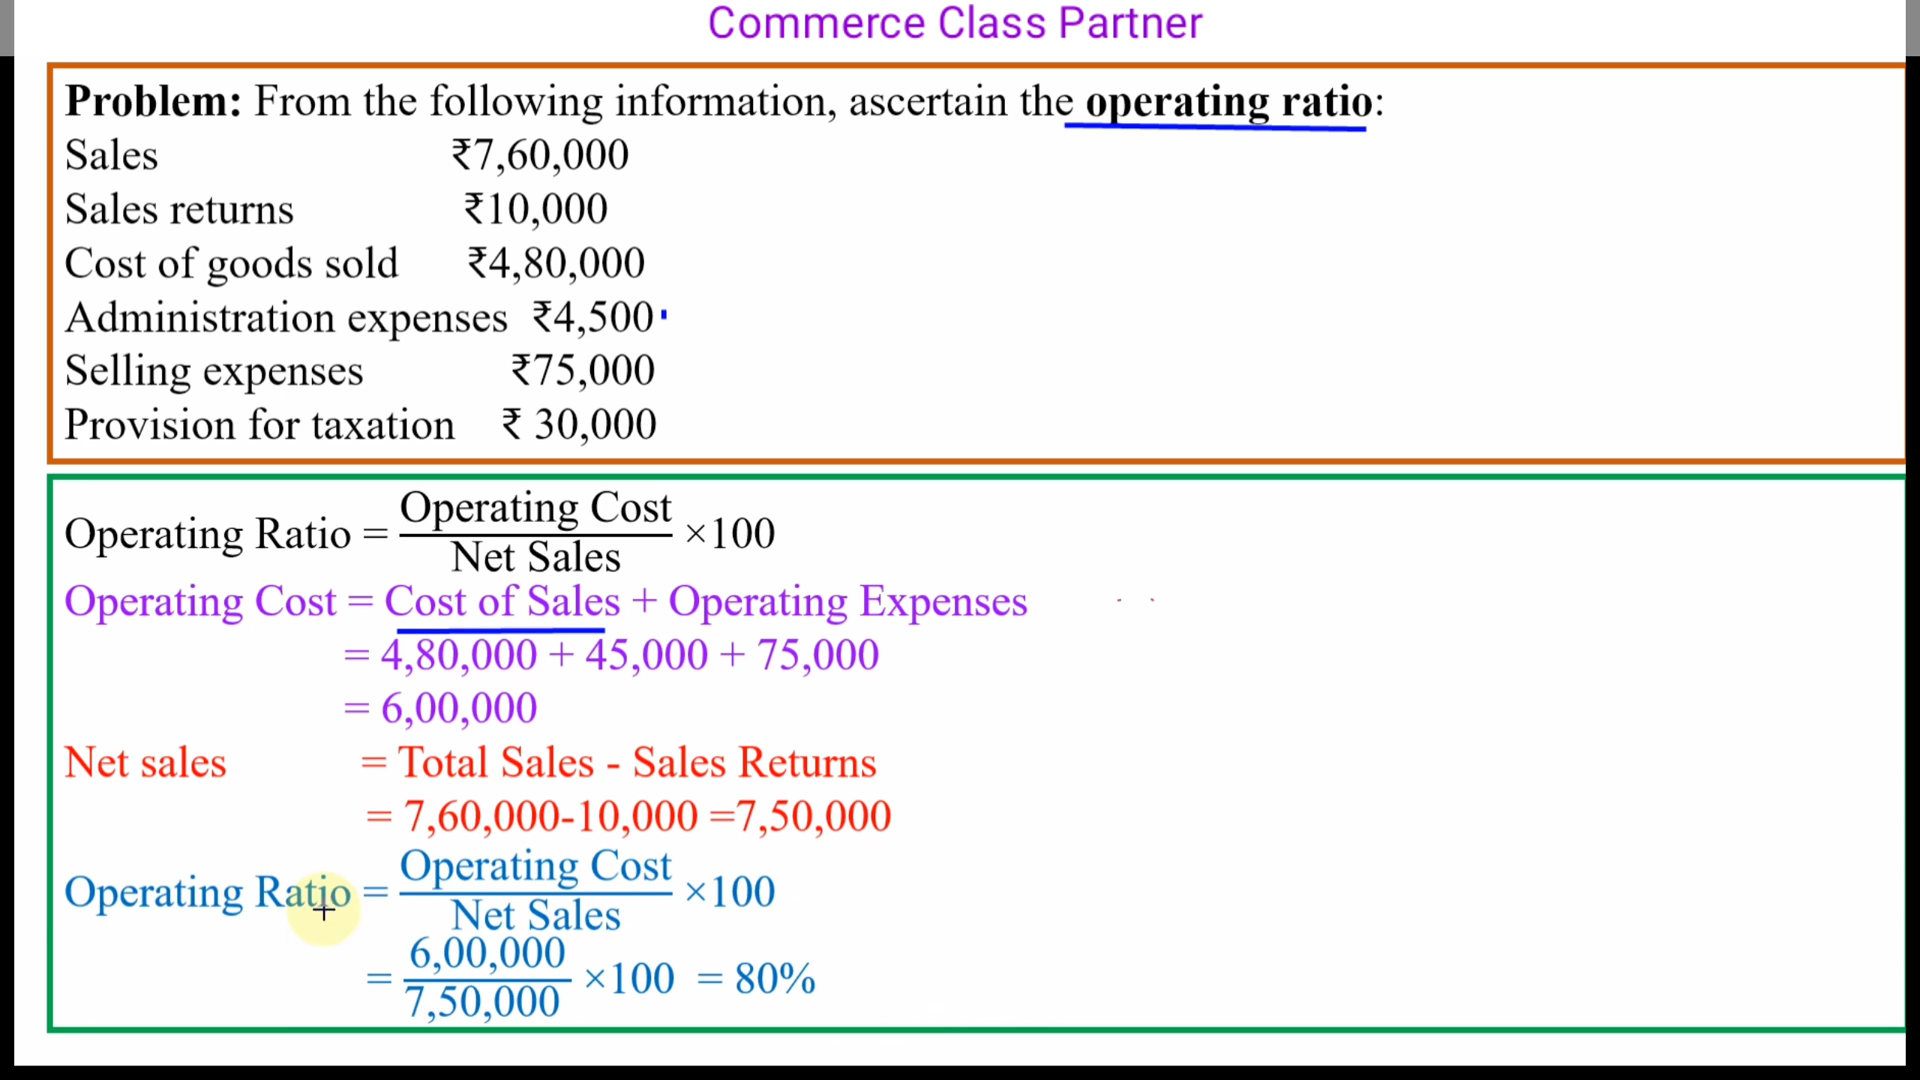 Commerce Class Partner
Problem: From the following information, ascertain the operating ratio:
Sales ₹7,60,000
Sales returns ₹10,000
Cost of goods sold ₹4,80,000
Administration expenses ₹4,500
Selling expenses ₹75,000
Provision for taxation ₹ 30,000
Operating Ratio = Operating Cost / Net Sales ×100
Operating Cost = Cost of Sales + Operating Expenses
= 4,80,000 + 45,000 + 75,000
= 6,00,000
Net sales = Total Sales - Sales Returns
= 7,60,000-10,000 =7,50,000
Operating Ratio = Operating Cost / Net Sales ×100
= 6,00,000 / 7,50,000 ×100 = 80%